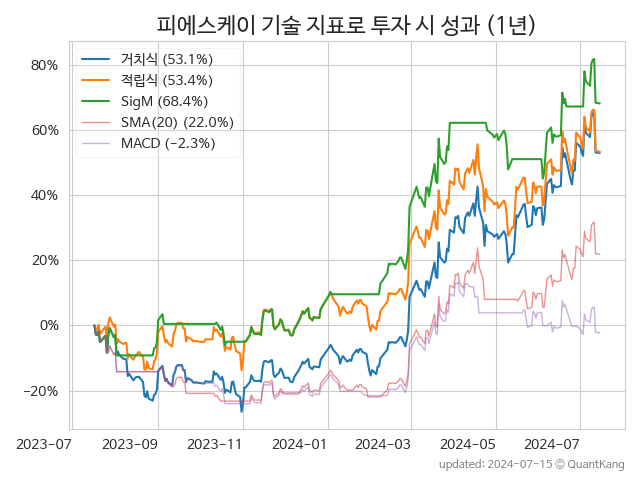 피에스케이 기술 지표로 투자 시 성과 (1년)
거치식 (53.1%)
적립식 (53.4%)
SigM (68.4%)
SMA(20) (22.0%)
MACD (−2.3%)
80%
60%
40%
20%
0%
−20%
2023-07 2023-09 2023-11 2024-01 2024-03 2024-05 2024-07
updated: 2024-07-15 © QuantKang